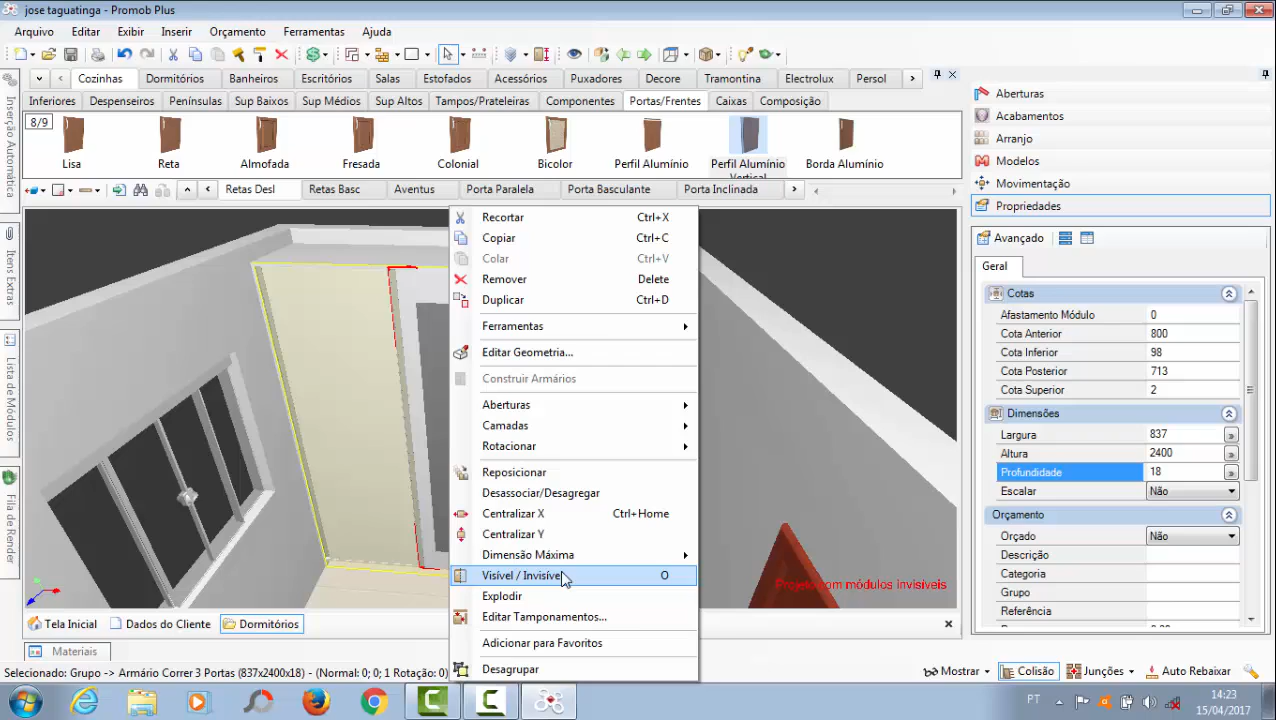 jose taguatinga - Promob Plus
Arquivo Editar Exibir Inserir Orçamento Ferramentas Ajuda
Cozinhas Dormitórios Banheiros Escritórios Salas Estofados Acessórios Puxadores Decore Tramontina Electrolux Persol
Inferiores Despenseiros Penínsulas Sup Baixos Sup Médios Sup Altos Tampos/Prateleiras Componentes Portas/Frentes Caixas Composição
8/9
Lisa Reta Almofada Fresada Colonial Bicolor Perfil Alumínio Perfil Alumínio Borda Alumínio
Vertical
Retas Desl Retas Basc Aventus Porta Paralela Porta Basculante Porta Inclinada
Inserção Automática
Itens Extras
Lista de Módulos
Fila de Render
Recortar Ctrl+X
Copiar Ctrl+C
Colar Ctrl+V
Remover Delete
Duplicar Ctrl+D
Ferramentas
Editar Geometria...
Construir Armários
Aberturas
Camadas
Rotacionar
Reposicionar
Desassociar/Desagregar
Centralizar X Ctrl+Home
Centralizar Y
Dimensão Máxima
Visível / Invisível O
Explodir
Editar Tamponamentos...
Adicionar para Favoritos
Desagrupar
Projeto com módulos invisíveis
Aberturas
Acabamentos
Arranjo
Modelos
Movimentação
Propriedades
Avançado
Geral
Cotas
Afastamento Módulo 0
Cota Anterior 800
Cota Inferior 98
Cota Posterior 713
Cota Superior 2
Dimensões
Largura 837
Altura 2400
Profundidade 18
Escalar Não
Orçamento
Orçado Não
Descrição
Categoria
Grupo
Referência
Tela Inicial Dados do Cliente Dormitórios
Materiais
Selecionado: Grupo -> Armário Correr 3 Portas (837x2400x18) (Normal: 0; 0; 1 Rotação: 0)
Mostrar Colisão Junções Auto Rebaixar
PT 14:23
15/04/2017